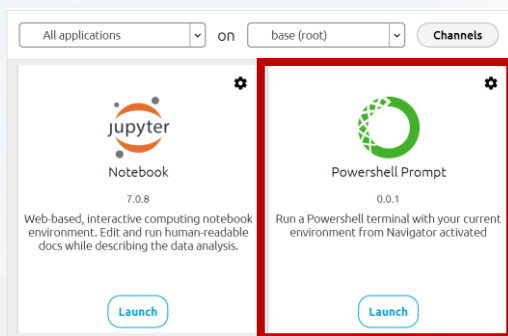 All applications on base (root) Channels
jupyter
Notebook
7.0.8
Web-based, interactive computing notebook
environment. Edit and run human-readable
docs while describing the data analysis.
Launch
Powershell Prompt
0.0.1
Run a Powershell terminal with your current
environment from Navigator activated
Launch